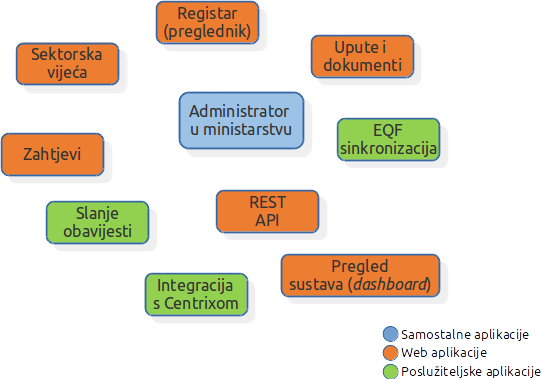 Registar
(preglednik)
Sektorska
vijeća
Upute i
dokumenti
Administrator
u ministarstvu
EQF
sinkronizacija
Zahtjevi
Slanje
obavijesti
REST
API
Integracija
s Centrixom
Pregled
sustava (dashboard)
Samostalne aplikacije
Web aplikacije
Poslužiteljske aplikacije